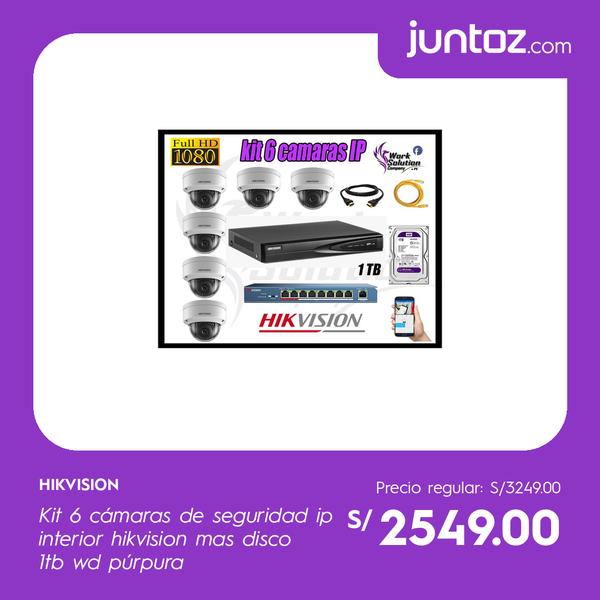 juntoz.com
Full HD
1080
kit 6 camaras IP
Work
Solution
Company
1 TB
HIKVISION
HIKVISION
Precio regular: S/3249.00
Kit 6 cámaras de seguridad ip
interior hikvision mas disco
1tb wd púrpura
S/ 2549.00